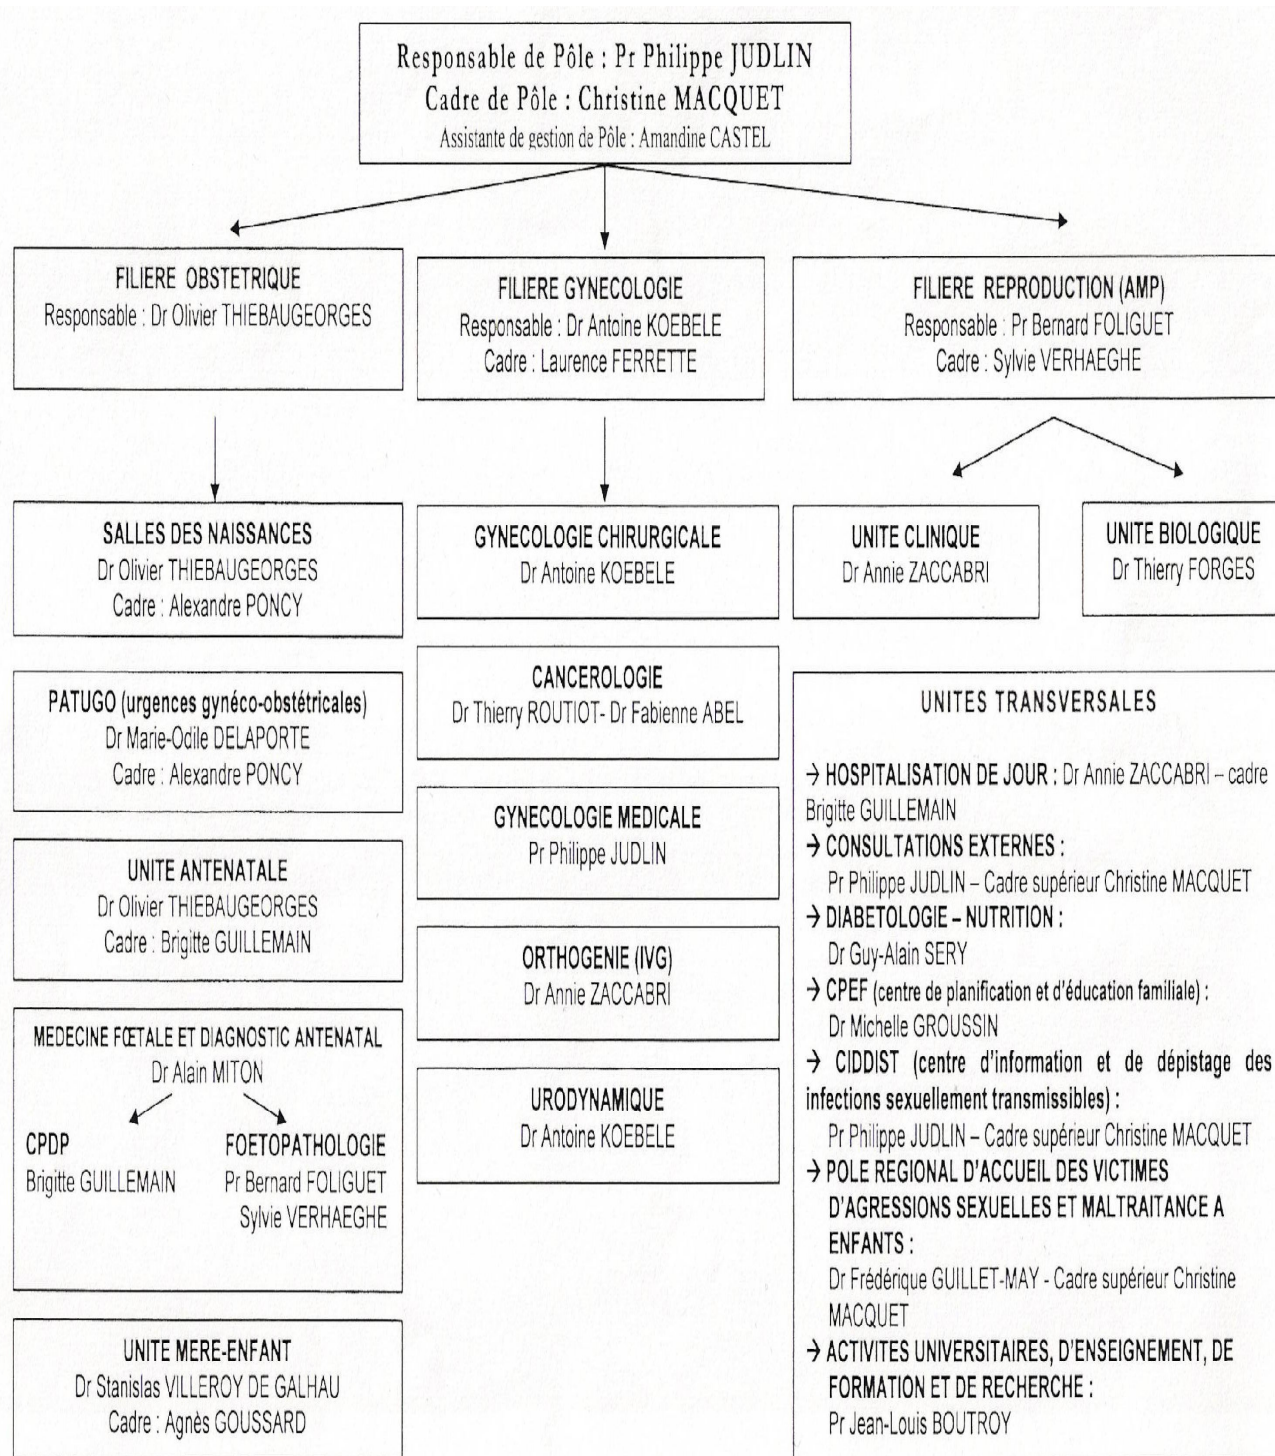 Responsable de Pôle : Pr Philippe JUDLIN
Cadre de Pôle : Christine MACQUET
Assistante de gestion de Pôle : Amandine CASTEL
FILIERE OBSTETRIQUE
Responsable : Dr Olivier THIEBAUGEORGES
FILIERE GYNECOLOGIE
Responsable : Dr Antoine KOEBELE
Cadre : Laurence FERRETTE
FILIERE REPRODUCTION (AMP)
Responsable : Pr Bernard FOLIGUET
Cadre : Sylvie VERHAEGHE
SALLES DES NAISSANCES
Dr Olivier THIEBAUGEORGES
Cadre : Alexandre PONCY
PATUGO (urgences gynéco-obstétricales)
Dr Marie-Odile DELAPORTE
Cadre : Alexandre PONCY
UNITE ANTENATALE
Dr Olivier THIEBAUGEORGES
Cadre : Brigitte GUILLEMAIN
MEDECINE FŒTALE ET DIAGNOSTIC ANTENATAL
Dr Alain MITON
CPDP
Brigitte GUILLEMAIN
FOETOPATHOLOGIE
Pr Bernard FOLIGUET
Sylvie VERHAEGHE
UNITE MERE-ENFANT
Dr Stanislas VILLEROY DE GALHAU
Cadre : Agnès GOUSSARD
GYNECOLOGIE CHIRURGICALE
Dr Antoine KOEBELE
CANCEROLOGIE
Dr Thierry ROUTIOT- Dr Fabienne ABEL
GYNECOLOGIE MEDICALE
Pr Philippe JUDLIN
ORTHOGENIE (IVG)
Dr Annie ZACCABRI
URODYNAMIQUE
Dr Antoine KOEBELE
UNITE CLINIQUE
Dr Annie ZACCABRI
UNITE BIOLOGIQUE
Dr Thierry FORGES
UNITES TRANSVERSALES
→ HOSPITALISATION DE JOUR : Dr Annie ZACCABRI – cadre
Brigitte GUILLEMAIN
→ CONSULTATIONS EXTERNES :
Pr Philippe JUDLIN – Cadre supérieur Christine MACQUET
→ DIABETOLOGIE – NUTRITION :
Dr Guy-Alain SERY
→ CPEF (centre de planification et d'éducation familiale) :
Dr Michelle GROUSSIN
→ CIDDIST (centre d'information et de dépistage des
infections sexuellement transmissibles) :
Pr Philippe JUDLIN – Cadre supérieur Christine MACQUET
→ POLE REGIONAL D'ACCUEIL DES VICTIMES
D'AGRESSIONS SEXUELLES ET MALTRAITANCE A
ENFANTS :
Dr Frédérique GUILLET-MAY - Cadre supérieur Christine
MACQUET
→ ACTIVITES UNIVERSITAIRES, D'ENSEIGNEMENT, DE
FORMATION ET DE RECHERCHE :
Pr Jean-Louis BOUTROY